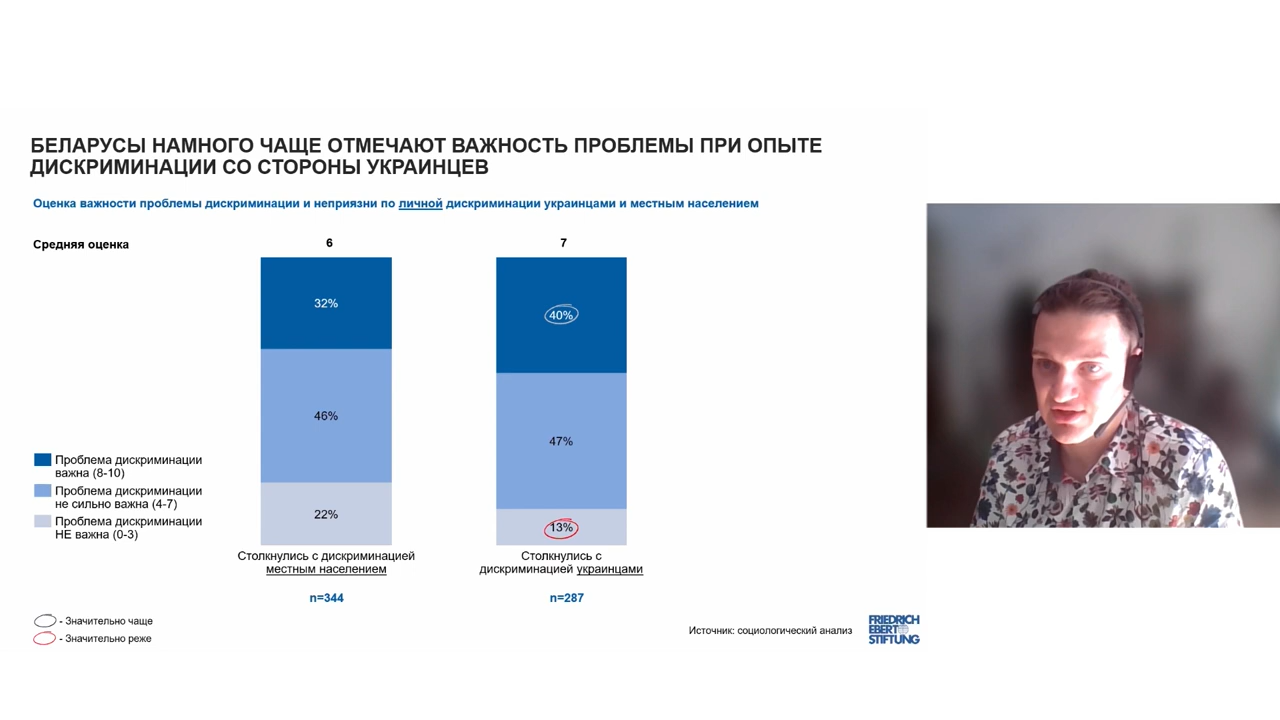 БЕЛАРУСЫ НАМНОГО ЧАЩЕ ОТМЕЧАЮТ ВАЖНОСТЬ ПРОБЛЕМЫ ПРИ ОПЫТЕ
ДИСКРИМИНАЦИИ СО СТОРОНЫ УКРАИНЦЕВ
Оценка важности проблемы дискриминации и неприязни по личной дискриминации украинцами и местным населением
Средняя оценка
6
7
32%
40%
46%
47%
22%
13%
Проблема дискриминации
важна (8-10)
Проблема дискриминации
не сильно важна (4-7)
Проблема дискриминации
НЕ важна (0-3)
Столкнулись с дискриминацией
местным населением
Столкнулись с
дискриминацией украинцами
n=344
n=287
- Значительно чаще
- Значительно реже
Источник: социологический анализ
FRIEDRICH
EBERT
STIFTUNG